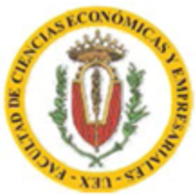 FACULTAD DE CIENCIAS ECONÓMICAS Y EMPRESARIALES - UEX -